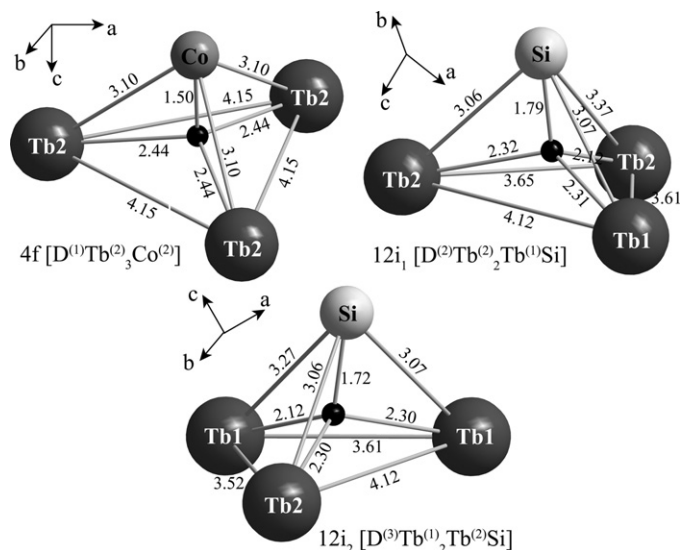 a
b
c
Co
3.10
3.10
1.50
4.15
Tb2
Tb2
2.44
2.44
3.10
2.44
4.15
4.15
Tb2
4f [D⁽¹⁾Tb⁽²⁾₃Co⁽²⁾]
b
a
c
Si
3.06
1.79
3.37
3.07
2.32
Tb2
Tb2
3.65
2.31
3.61
4.12
Tb1
12i₁ [D⁽²⁾Tb⁽²⁾₂Tb⁽¹⁾Si]
c
a
b
Si
3.27
3.06
3.07
1.72
2.12
2.30
Tb1
Tb1
3.61
2.30
3.52
4.12
Tb2
12i₂ [D⁽³⁾Tb⁽¹⁾₂Tb⁽²⁾Si]